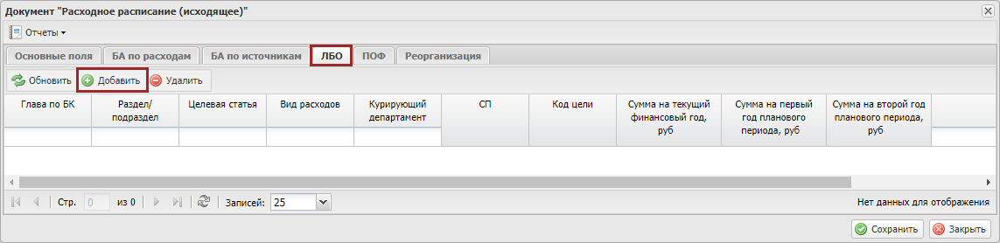 Документ "Расходное расписание (исходящее)"
Отчеты
Основные поля БА по расходам БА по источникам ЛБО ПОФ Реорганизация
Обновить Добавить Удалить
Глава по БК Раздел/ подраздел Целевая статья Вид расходов Курирующий департамент СП Код цели Сумма на текущий финансовый год, руб Сумма на первый год планового периода, руб Сумма на второй год планового периода, руб
Стр. 0 из 0 Записей: 25 Нет данных для отображения
Сохранить Закрыть